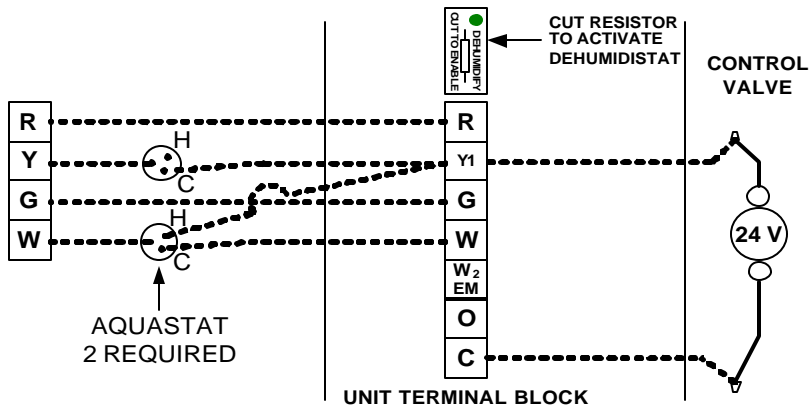 DEHUMIDIFY
CUT TO ENABLE
CUT RESISTOR
TO ACTIVATE
DEHUMIDISTAT
CONTROL
VALVE
R
Y
G
W
H
C
H
C
AQUASTAT
2 REQUIRED
R
Y1
G
W
W2
EM
O
C
24 V
UNIT TERMINAL BLOCK